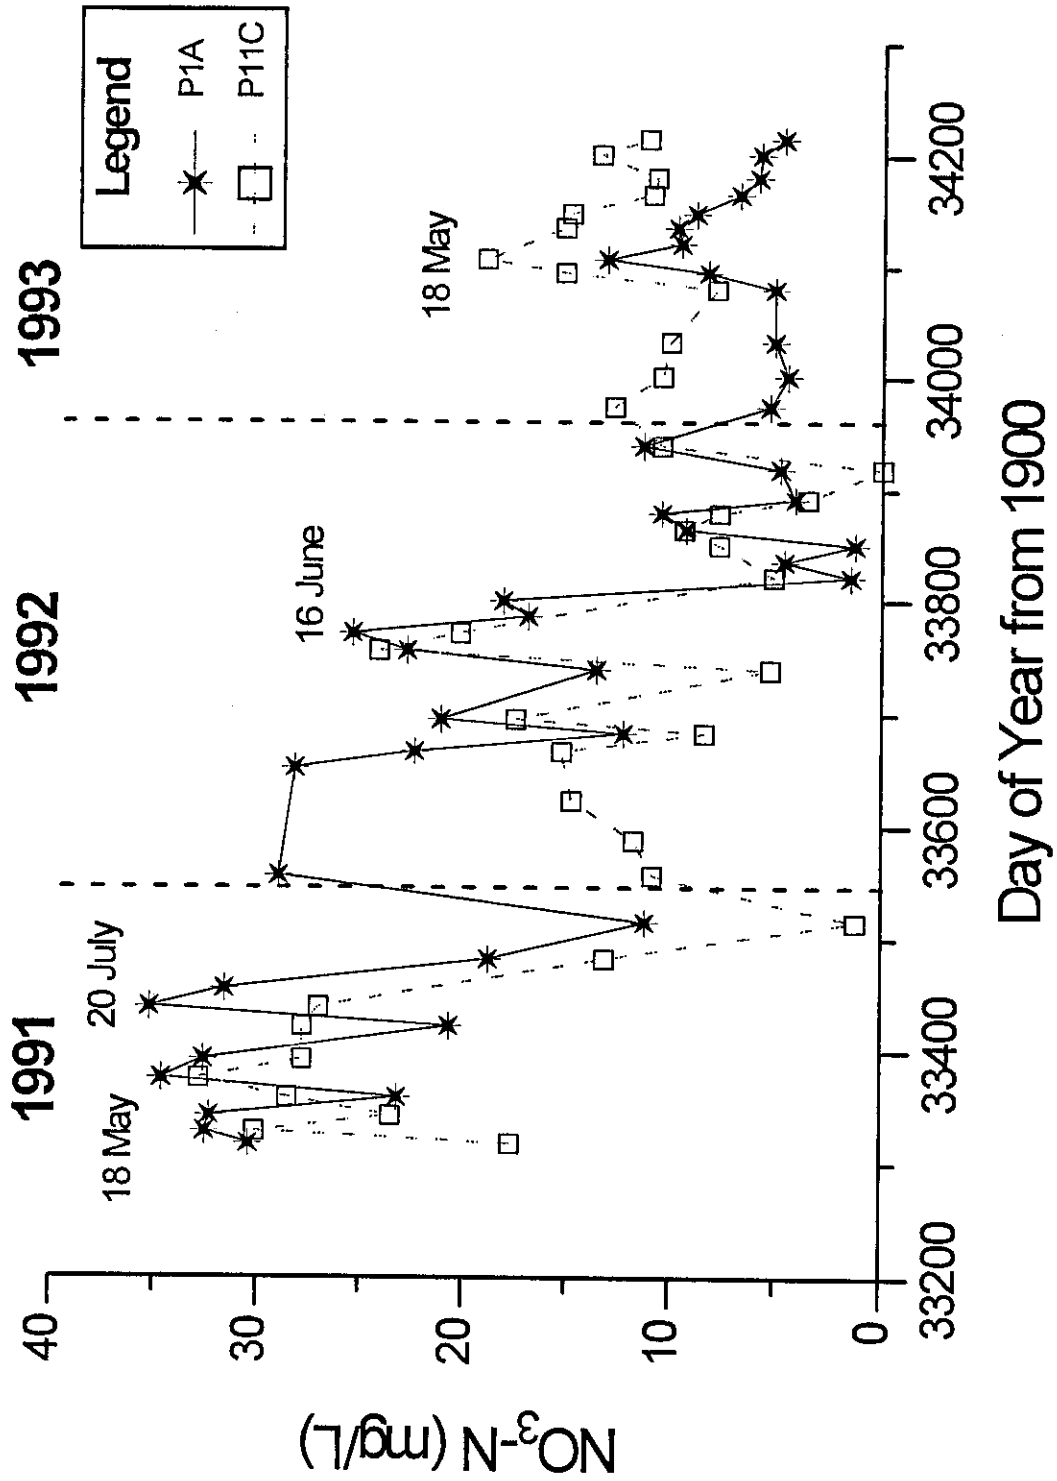 1991
1992
1993
Legend
P1A
P11C
18 May
20 July
16 June
18 May
40
30
20
10
0
NO₃-N (mg/L)
33200
33400
33600
33800
34000
34200
Day of Year from 1900